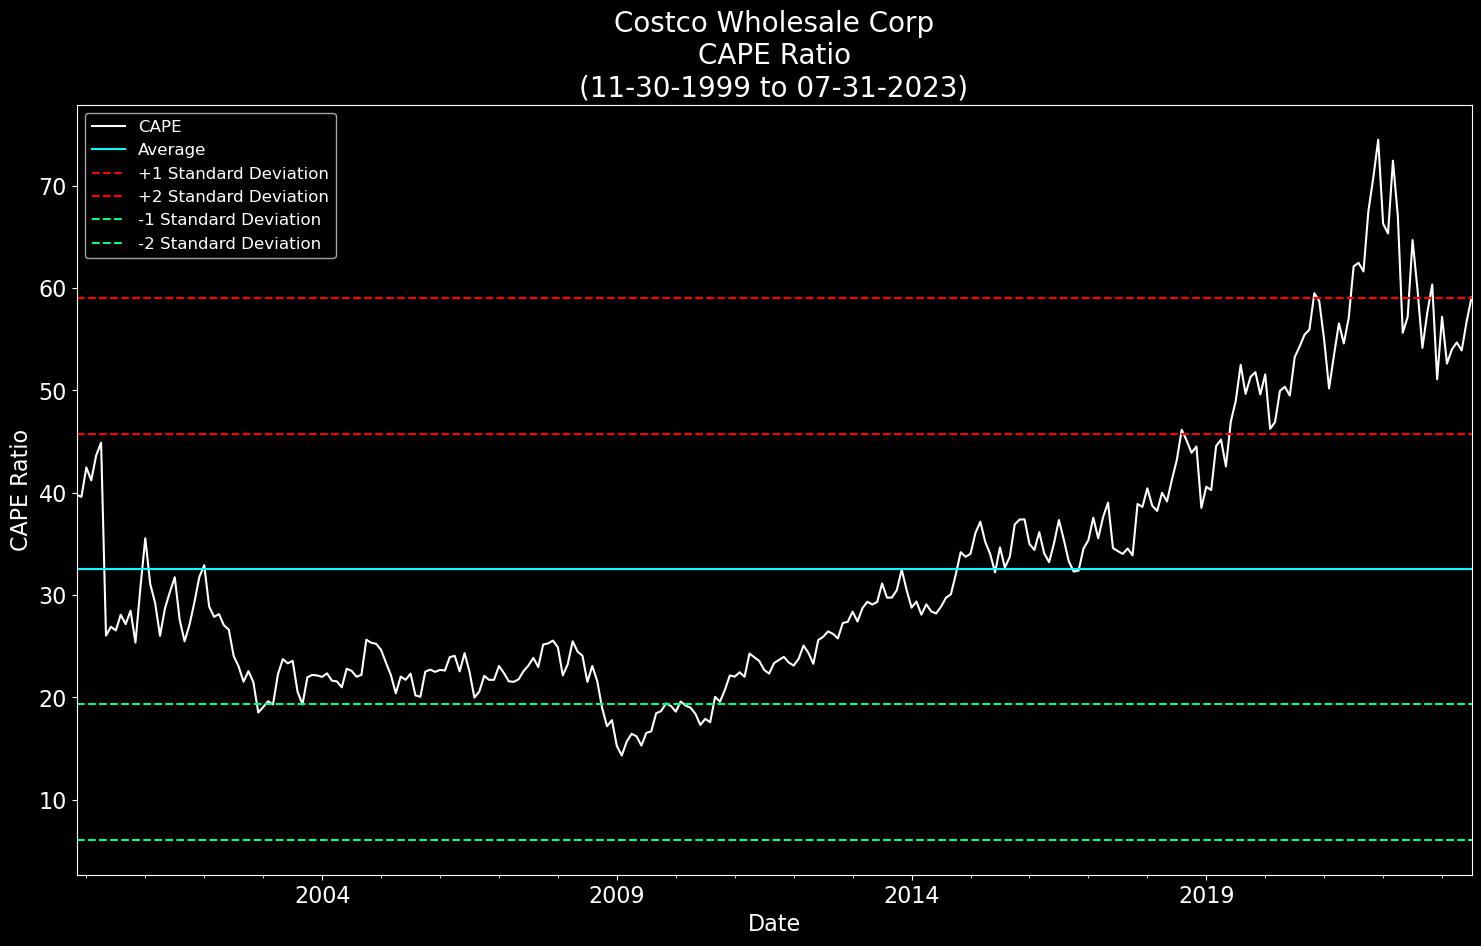 Costco Wholesale Corp
CAPE Ratio
(11-30-1999 to 07-31-2023)
CAPE
Average
+1 Standard Deviation
+2 Standard Deviation
-1 Standard Deviation
-2 Standard Deviation
CAPE Ratio
70
60
50
40
30
20
10
2004
2009
2014
2019
Date